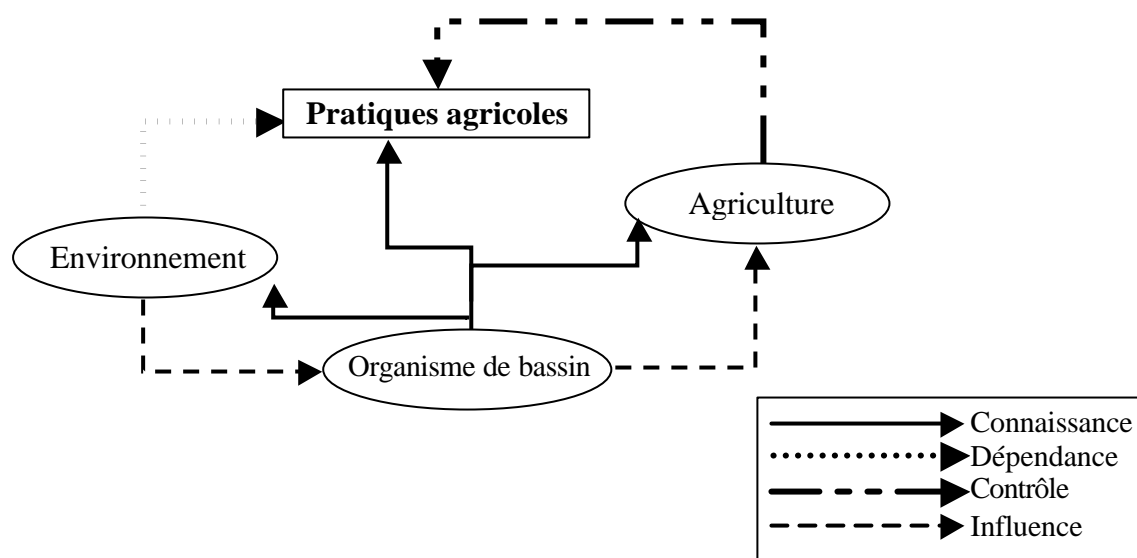 Pratiques agricoles
Agriculture
Environnement
Organisme de bassin
Connaissance
Dépendance
Contrôle
Influence